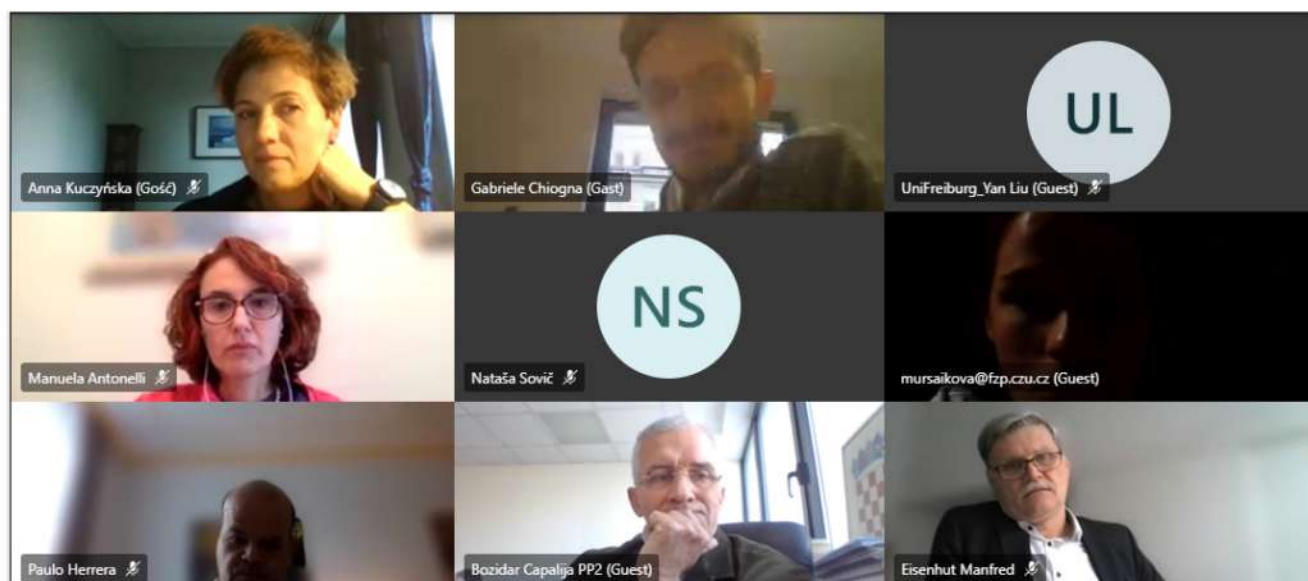 Anna Kuczyńska (Gość)
Gabriele Chiogna (Gast)
UL
UniFreiburg_Yan Liu (Guest)
Manuela Antonelli
NS
Nataša Sovič
mursaikova@fzp.czu.cz (Guest)
Paulo Herrera
Bozidar Capalija PP2 (Guest)
Eisenhut Manfred